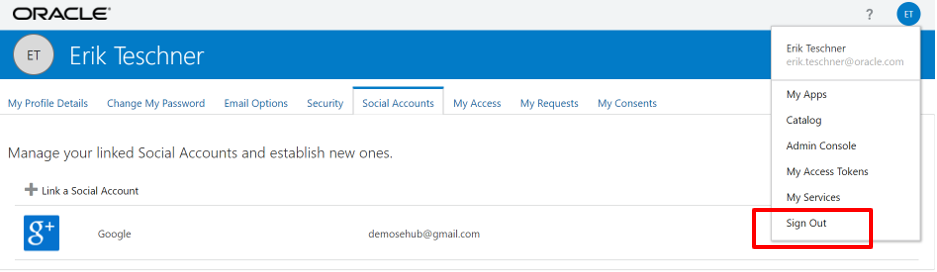 ORACLE®
? ET
ET Erik Teschner
Erik Teschner
erik.teschner@oracle.com
My Profile Details Change My Password Email Options Security Social Accounts My Access My Requests My Consents
My Apps
Catalog
Admin Console
My Access Tokens
My Services
Sign Out
Manage your linked Social Accounts and establish new ones.
+ Link a Social Account
g+ Google demosehub@gmail.com